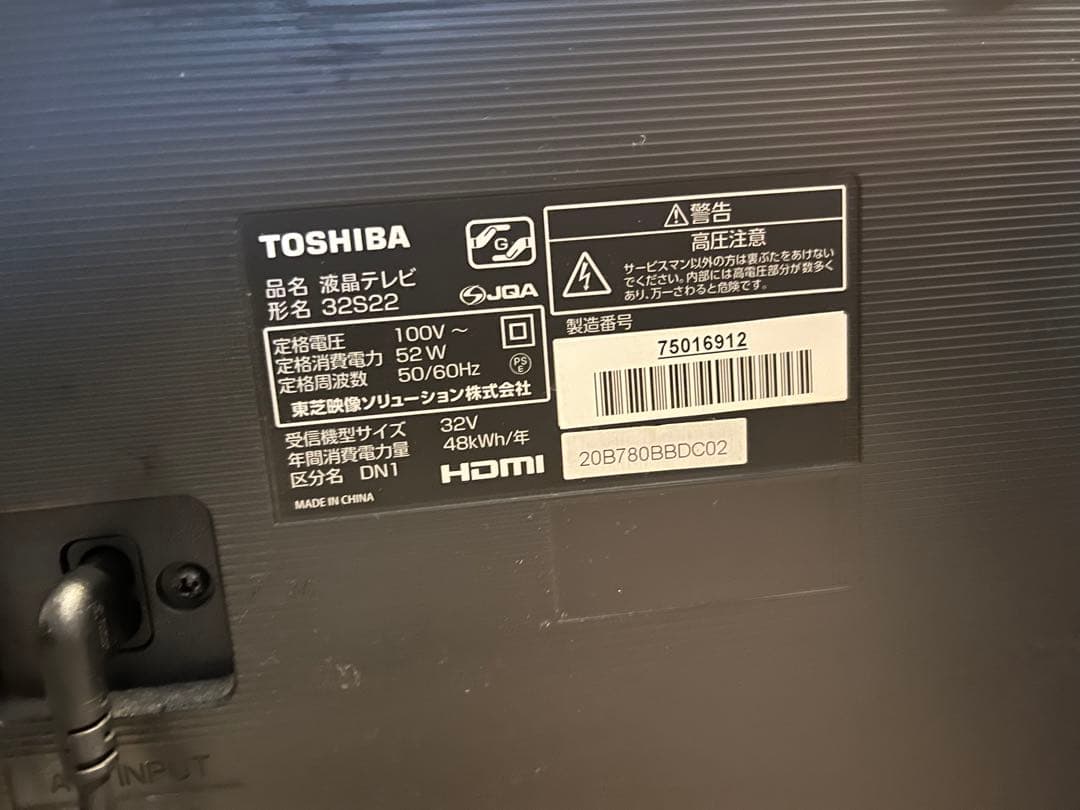 TOSHIBA
品名 液晶テレビ
形名 32S22
G
JQA
定格電圧 100V～
定格消費電力 52W
定格周波数 50/60Hz
PS
E
東芝映像ソリューション株式会社
受信機型サイズ 32V
年間消費電力量 48kWh/年
区分名 DN1
HDMI
MADE IN CHINA
警告
高圧注意
サービスマン以外の方は裏ぶたをあけない
でください。内部には高電圧部分が数多く
あり、万一さわると危険です。
製造番号
75016912
20B780BBDC02
INPUT